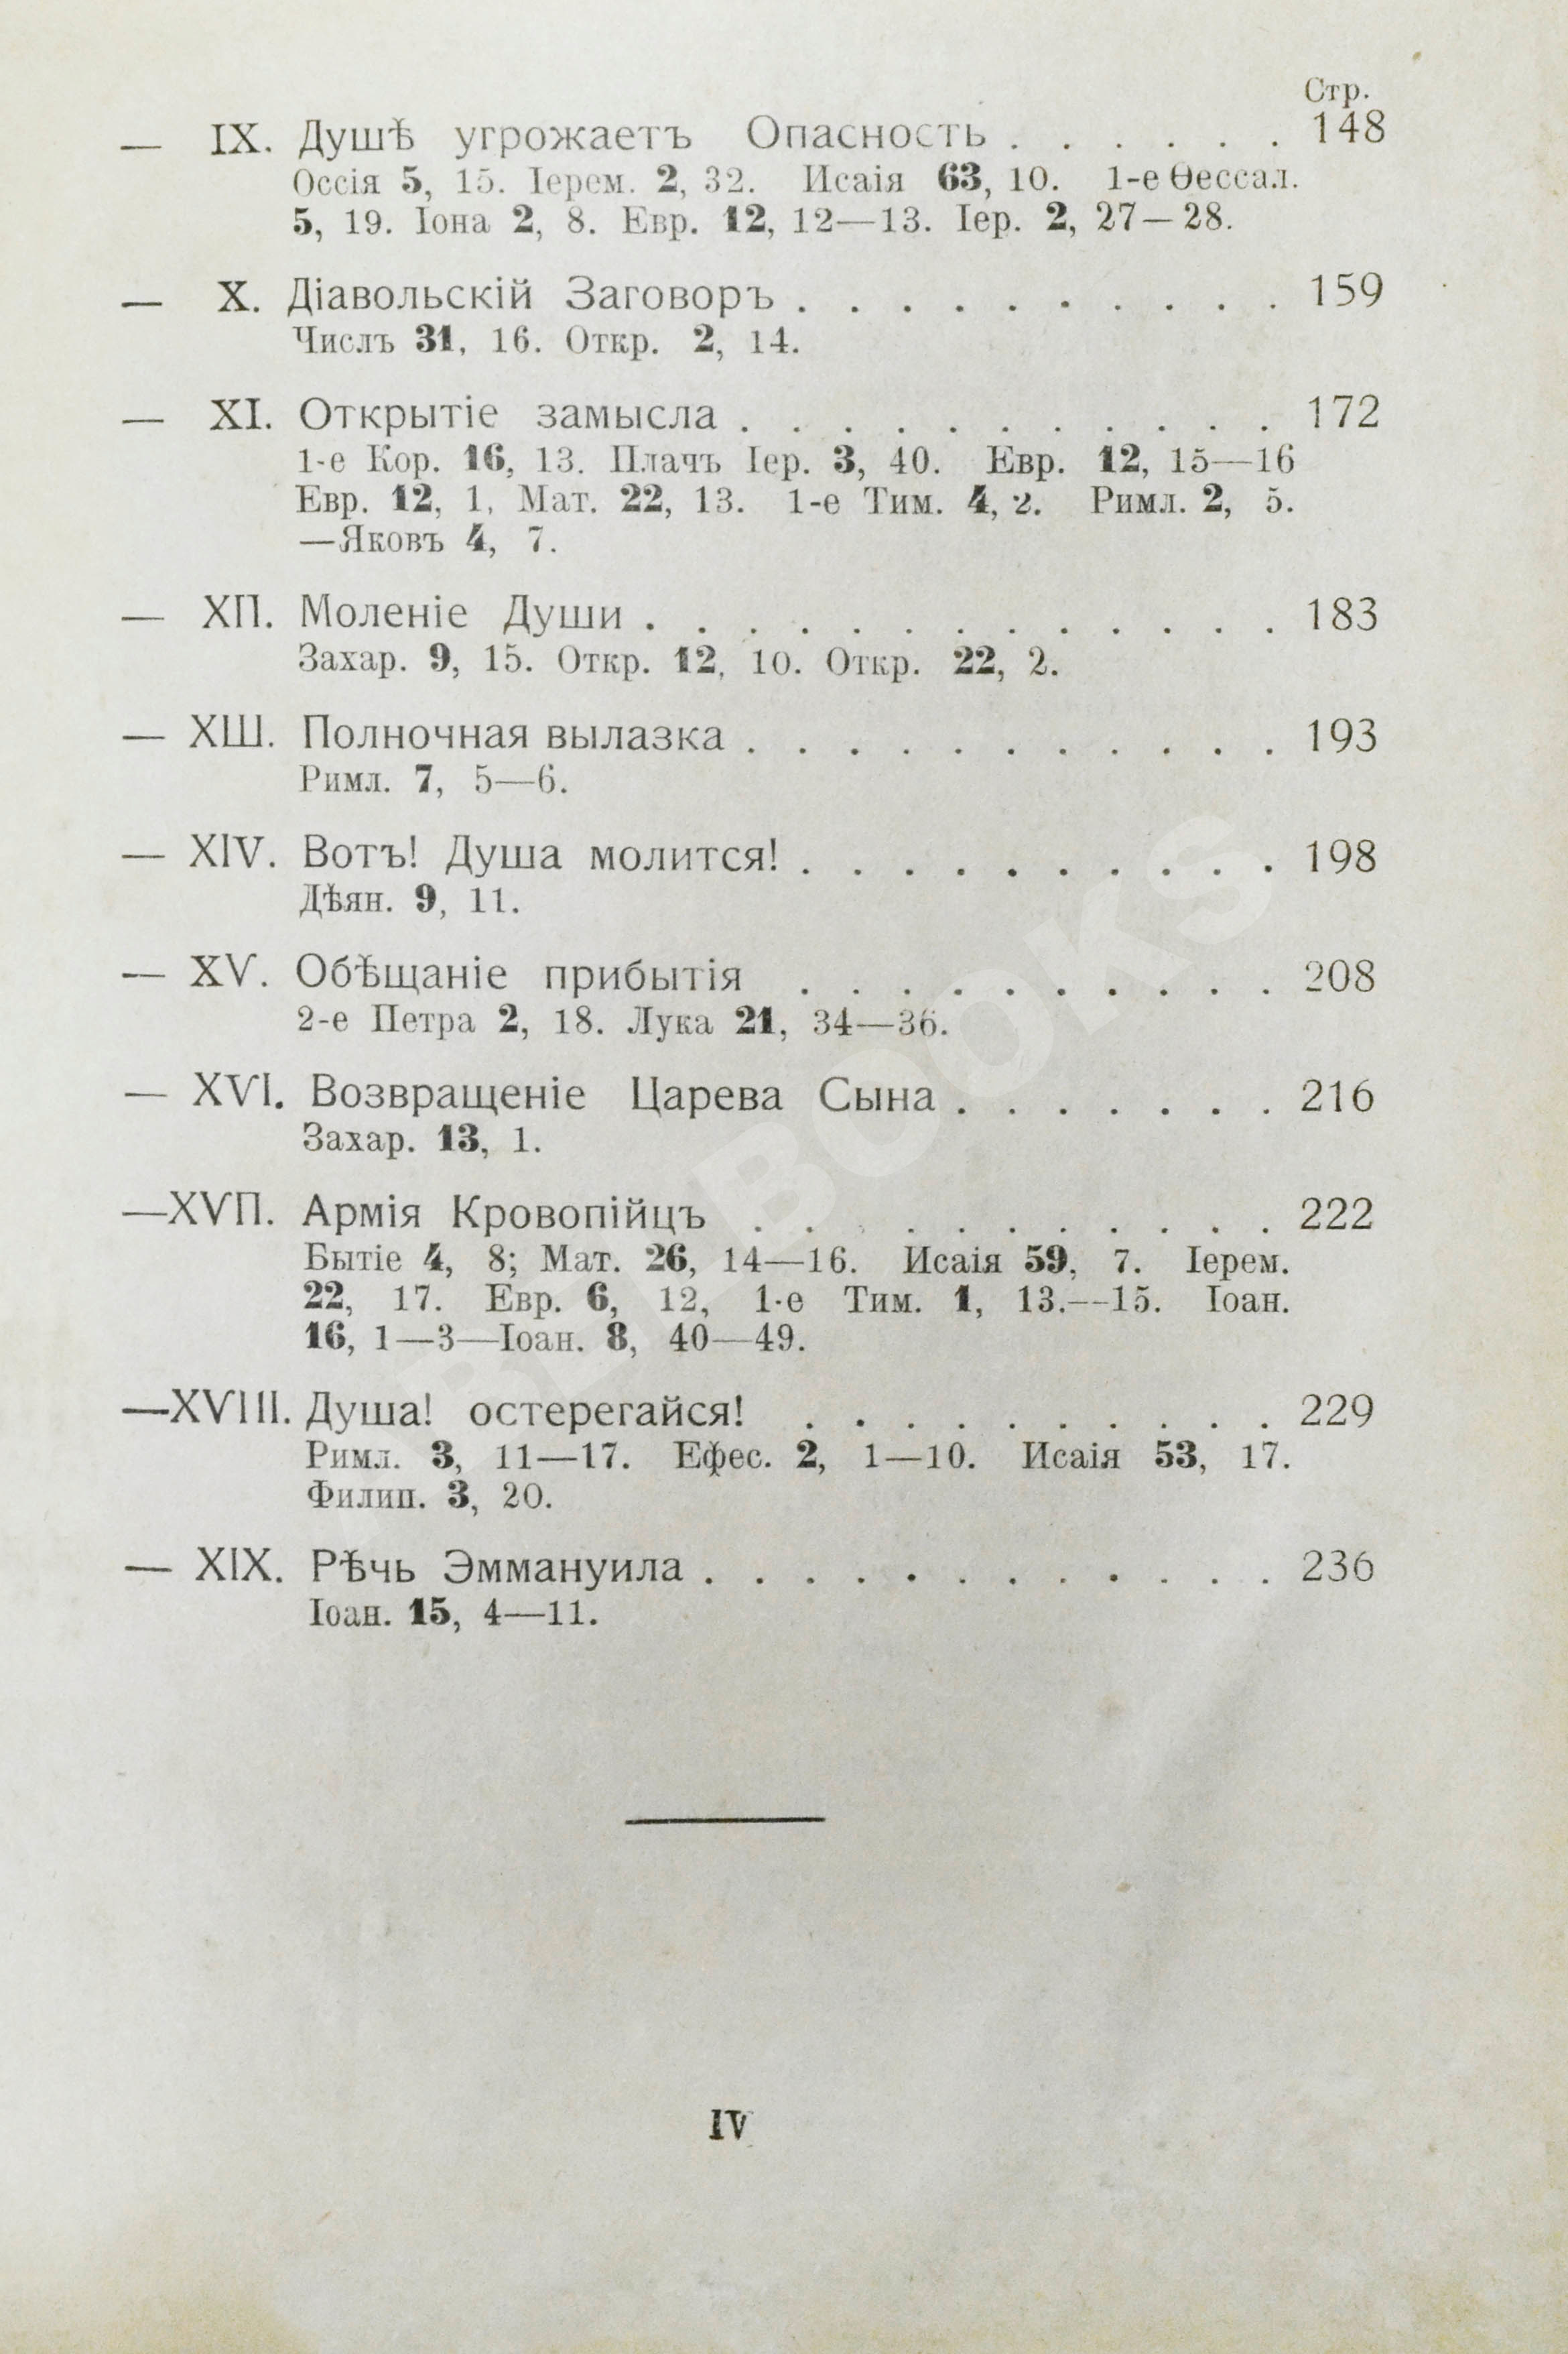 Стр.
— IX. Душѣ угрожаетъ Опасность . . . . . . 148
Оссія 5, 15. Іерем. 2, 32. Исаія 63, 10. 1-е Ѳессал.
5, 19. Іона 2, 8. Евр. 12, 12—13. Іер. 2, 27—28.
— X. Діавольскій Заговоръ . . . . . . . . . . 159
Числъ 31, 16. Откр. 2, 14.
— XI. Открытіе замысла . . . . . . . . . . . 172
1-е Кор. 16, 13. Плачъ Іер. 3, 40. Евр. 12, 15—16
Евр. 12, 1, Мат. 22, 13. 1-е Тим. 4, 2. Римл. 2, 5.
—Яковъ 4, 7.
— XII. Моленіе Души . . . . . . . . . . . . . 183
Захар. 9, 15. Откр. 12, 10. Откр. 22, 2.
— XIII. Полночная вылазка . . . . . . . . . . . 193
Римл. 7, 5—6.
— XIV. Вотъ! Душа молится! . . . . . . . . . . 198
Дѣян. 9, 11.
— XV. Обѣщаніе прибытія . . . . . . . . . . 208
2-е Петра 2, 18. Лука 21, 34—36.
— XVI. Возвращеніе Царева Сына . . . . . . . 216
Захар. 13, 1.
—XVII. Армія Кровопійцъ . . . . . . . . . . . 222
Бытіе 4, 8; Мат. 26, 14—16. Исаія 59, 7. Іерем.
22, 17. Евр. 6, 12, 1-е Тим. 1, 13.—15. Іоан.
16, 1—3—Іоан. 8, 40—49.
—XVIII. Душа! остерегайся! . . . . . . . . . . 229
Римл. 3, 11—17. Ефес. 2, 1—10. Исаія 53, 17.
Филип. 3, 20.
— XIX. Рѣчь Эммануила . . . . . . . . . . . . 236
Іоан. 15, 4—11.
IV